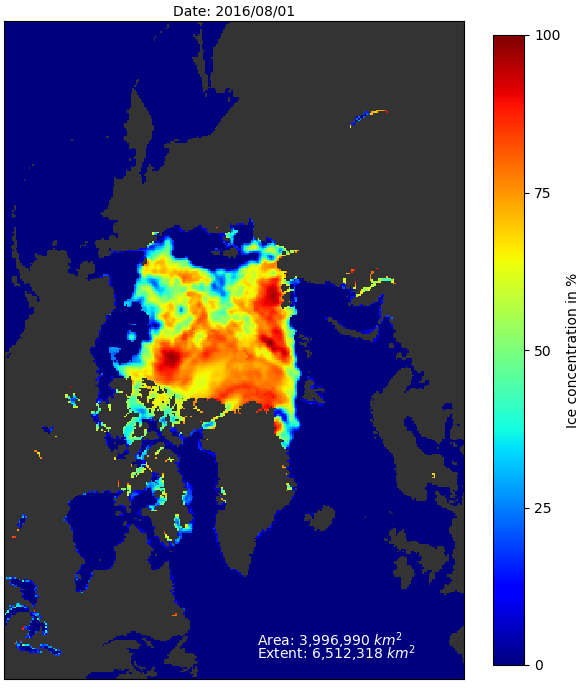 Date: 2016/08/01
100
75
50
25
0
Ice concentration in %
Area: 3,996,990 km²
Extent: 6,512,318 km²